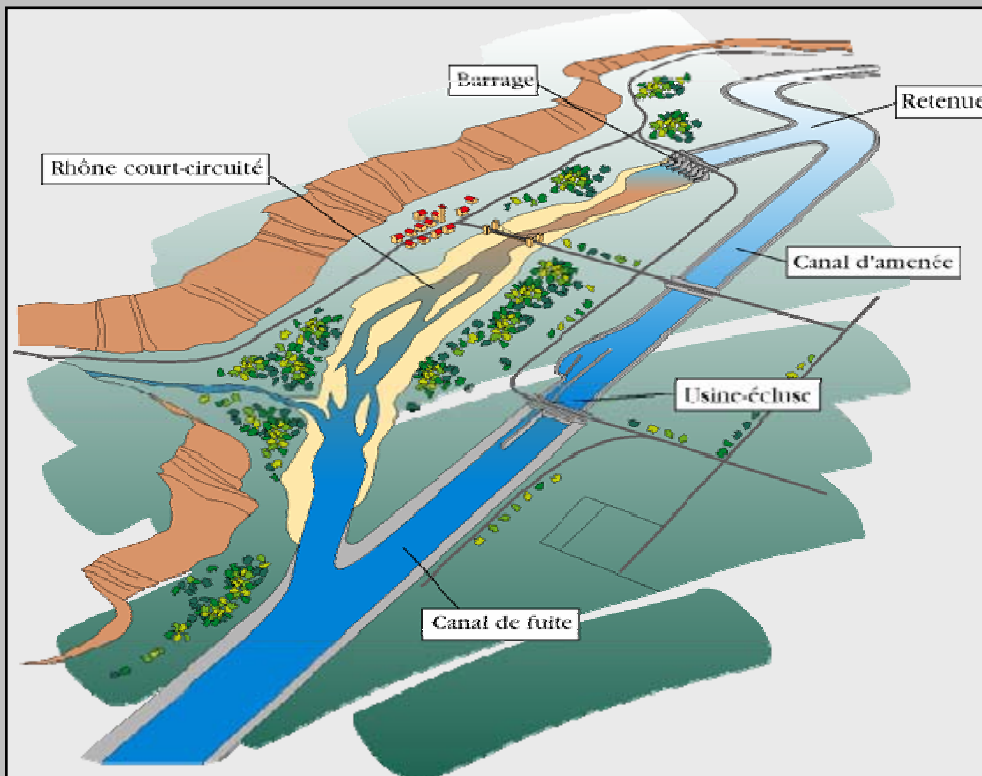 Barrage
Retenue
Rhône court-circuité
Canal d'amenée
Usine-écluse
Canal de fuite